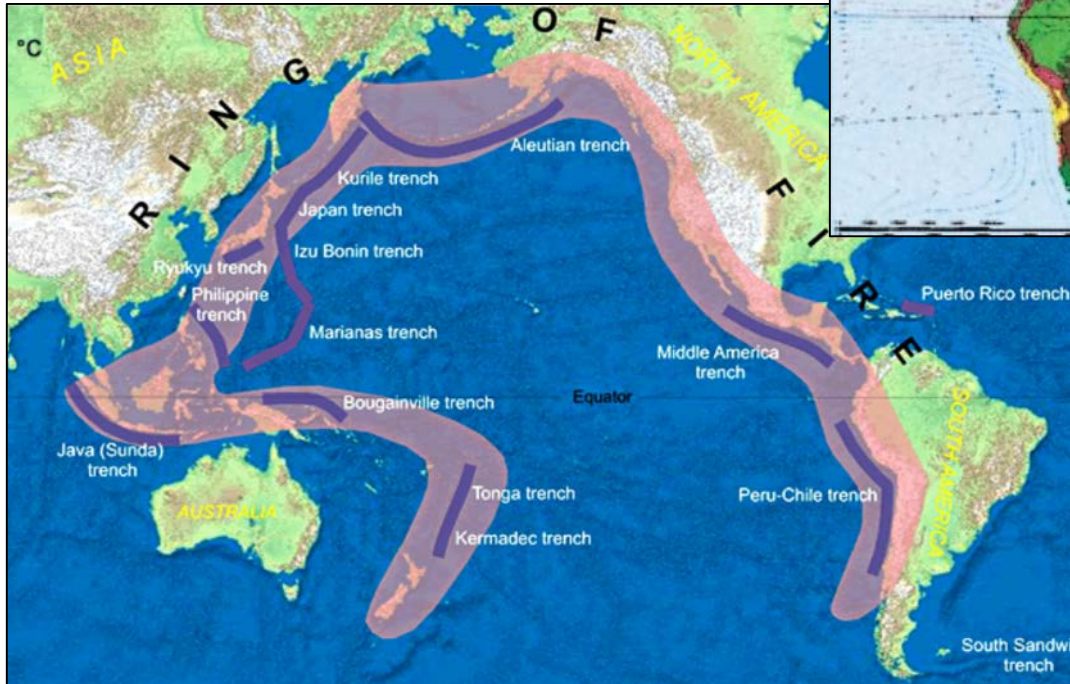 °C
ASIA
RING OF FIRE
NORTH AMERICA
Aleutian trench
Kurile trench
Japan trench
Izu Bonin trench
Ryukyu trench
Philippine
trench
Marianas trench
Puerto Rico trench
Middle America
trench
Equator
Bougainville trench
Java (Sunda)
trench
Tonga trench
Kermadec trench
Peru-Chile trench
AUSTRALIA
SOUTH AMERICA
South Sandwi
trench